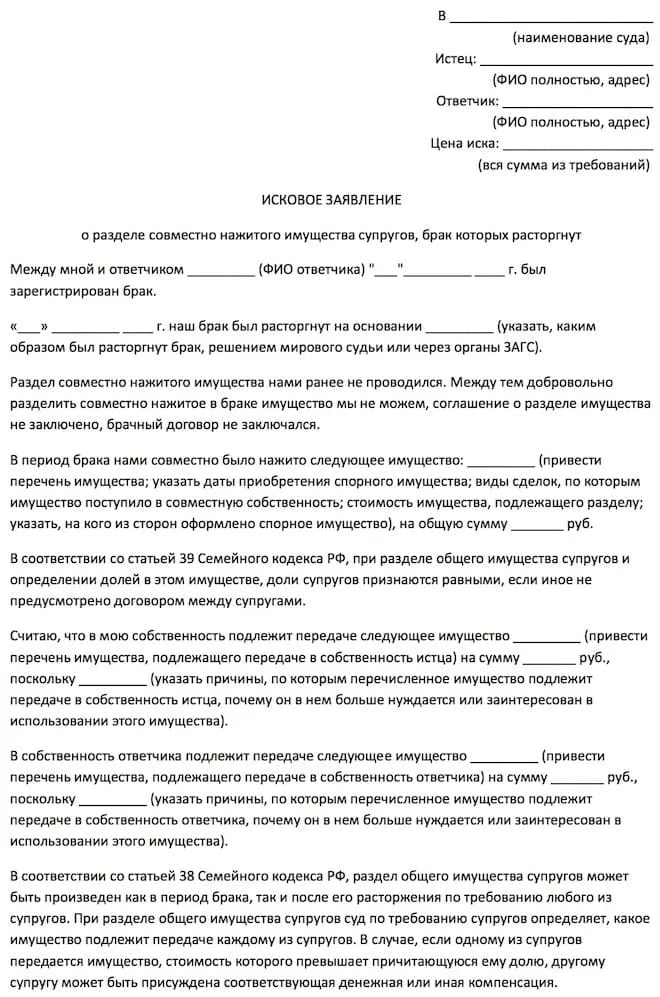 В ___________________________
(наименование суда)
Истец: _______________________
(ФИО полностью, адрес)
Ответчик: ____________________
(ФИО полностью, адрес)
Цена иска: ____________________
(вся сумма из требований)
ИСКОВОЕ ЗАЯВЛЕНИЕ
о разделе совместно нажитого имущества супругов, брак которых расторгнут
Между мной и ответчиком _________ (ФИО ответчика) "___"_________ ____ г. был
зарегистрирован брак.
«___» _________ ____ г. наш брак был расторгнут на основании _________ (указать, каким
образом был расторгнут брак, решением мирового судьи или через органы ЗАГС).
Раздел совместно нажитого имущества нами ранее не проводился. Между тем добровольно
разделить совместно нажитое в браке имущество мы не можем, соглашение о разделе имущества
не заключено, брачный договор не заключался.
В период брака нами совместно было нажито следующее имущество: _________ (привести
перечень имущества; указать даты приобретения спорного имущества; виды сделок, по которым
имущество поступило в совместную собственность; стоимость имущества, подлежащего разделу;
указать, на кого из сторон оформлено спорное имущество), на общую сумму _______ руб.
В соответствии со статьей 39 Семейного кодекса РФ, при разделе общего имущества супругов и
определении долей в этом имуществе, доли супругов признаются равными, если иное не
предусмотрено договором между супругами.
Считаю, что в мою собственность подлежит передаче следующее имущество _________ (привести
перечень имущества, подлежащего передаче в собственность истца) на сумму _______ руб.,
поскольку _________ (указать причины, по которым перечисленное имущество подлежит
передаче в собственность истца, почему он в нем больше нуждается или заинтересован в
использовании этого имущества).
В собственность ответчика подлежит передаче следующее имущество _________ (привести
перечень имущества, подлежащего передаче в собственность ответчика) на сумму _______ руб.,
поскольку _________ (указать причины, по которым перечисленное имущество подлежит
передаче в собственность ответчика, почему он в нем больше нуждается или заинтересован в
использовании этого имущества).
В соответствии со статьей 38 Семейного кодекса РФ, раздел общего имущества супругов может
быть произведен как в период брака, так и после его расторжения по требованию любого из
супругов. При разделе общего имущества супругов суд по требованию супругов определяет, какое
имущество подлежит передаче каждому из супругов. В случае, если одному из супругов
передается имущество, стоимость которого превышает причитающуюся ему долю, другому
супругу может быть присуждена соответствующая денежная или иная компенсация.